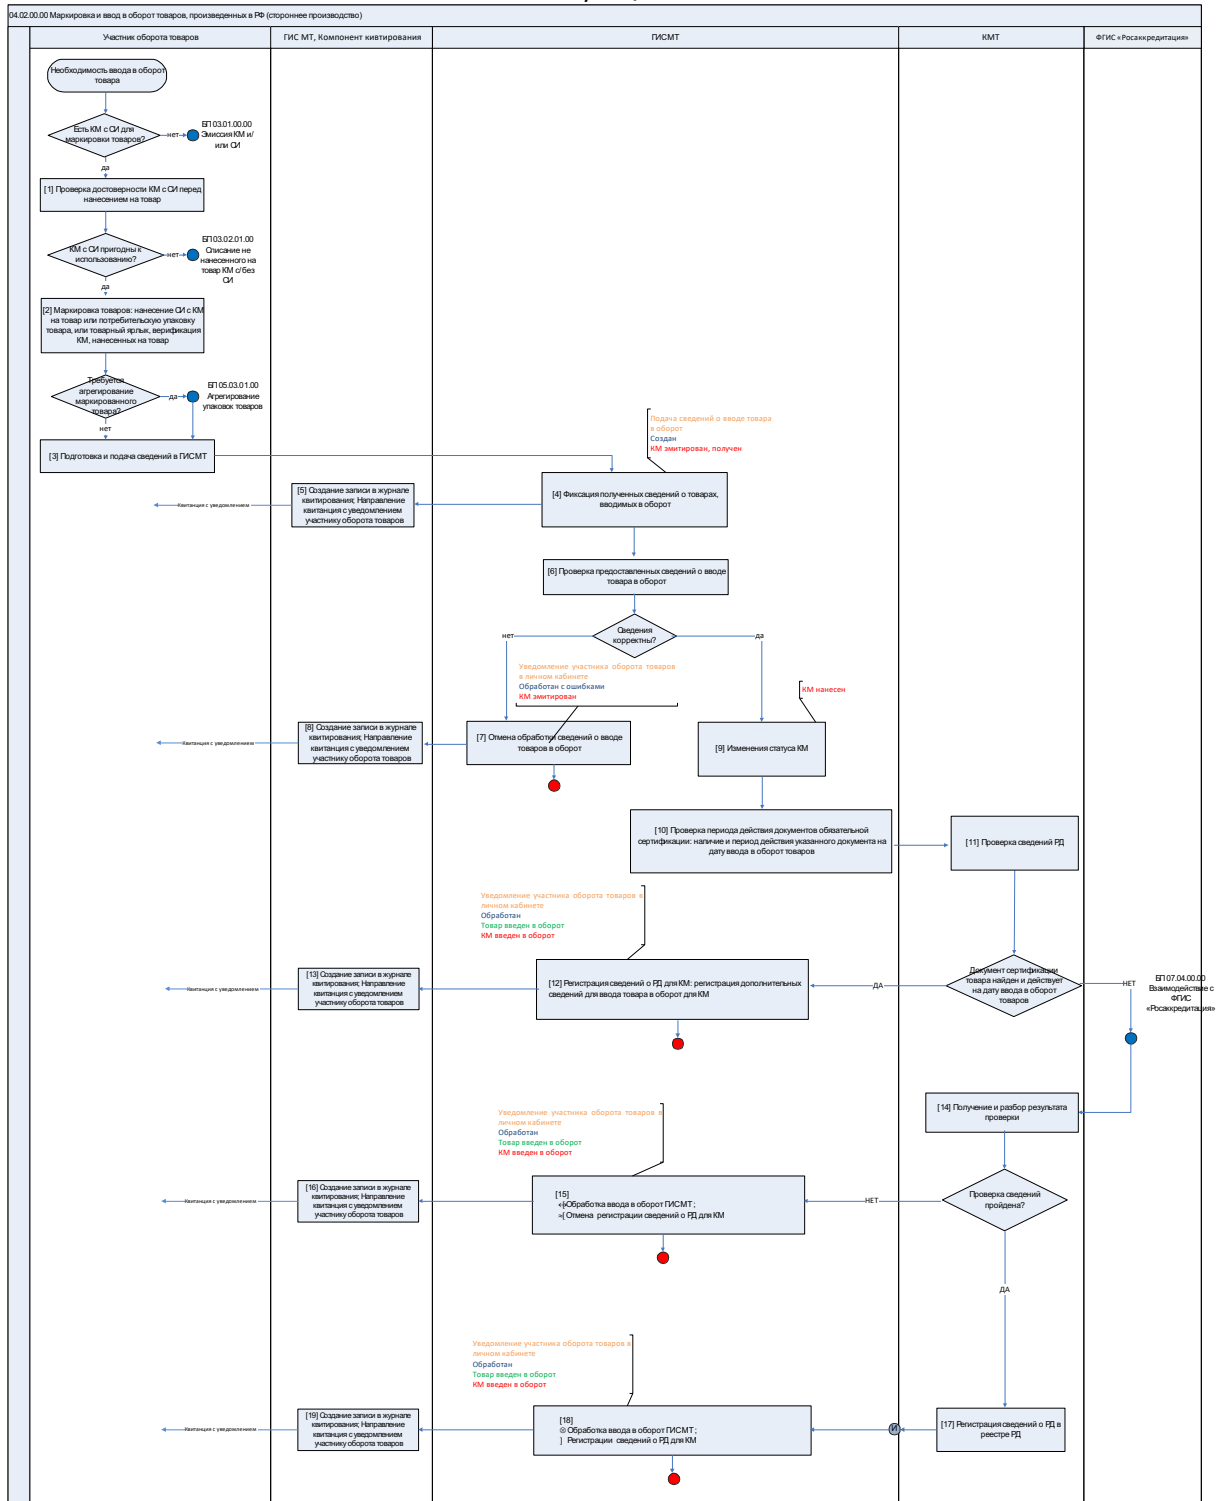 04.02.00.00 Маркировка и ввод в оборот товаров, произведенных в РФ (стороннее производство)
Участник оборота товаров
ГИС МТ, Компонент кивтирования
ГИСМТ
КМТ
ФГИС «Росаккредитация»
Необходимость ввода в оборот
товара
Есть КМ с СИ для
маркировки товаров?
нет
БП 03.01.00.00
Эмиссия КМ и/
или СИ
да
[1] Проверка достоверности КМ с СИ перед
нанесением на товар
КМ с СИ пригодны к
использованию?
нет
БП 03.02.01.00
Списание не
нанесенного на
товар КМ с/без
СИ
да
[2] Маркировка товаров: нанесение СИ с КМ
на товар или потребительскую упаковку
товара, или товарный ярлык, верификация
КМ, нанесенных на товар
Требуется
агрегирование
маркированного
товара?
да
БП 05.03.01.00
Агрегирование
упаковок товаров
нет
[3] Подготовка и подача сведений в ГИСМТ
Подача сведений о вводе товара
в оборот
Создан
КМ эмитирован, получен
[4] Фиксация полученных сведений о товарах,
вводимых в оборот
[5] Создание записи в журнале
квитирования; Направление
квитанция с уведомлением
участнику оборота товаров
Квитанция с уведомлением
[6] Проверка предоставленных сведений о вводе
товара в оборот
Сведения
корректны?
нет
да
Уведомление участника оборота товаров
в личном кабинете
Обработан с ошибками
КМ эмитирован
КМ нанесен
[7] Отмена обработки сведений о вводе
товаров в оборот
[8] Создание записи в журнале
квитирования; Направление
квитанция с уведомлением
участнику оборота товаров
Квитанция с уведомлением
[9] Изменения статуса КМ
[10] Проверка периода действия документов обязательной
сертификации: наличие и период действия указанного документа на
дату ввода в оборот товаров
[11] Проверка сведений РД
Уведомление участника оборота товаров в
личном кабинете
Обработан
Товар введен в оборот
КМ введен в оборот
Документ сертификации
товара найден и действует
на дату ввода в оборот
товаров
ДА
НЕТ
БП 07.04.00.00
Взаимодействие с
ФГИС
«Росаккредитация»
[12] Регистрация сведений о РД для КМ: регистрация дополнительных
сведений для ввода товара в оборот для КМ
[13] Создание записи в журнале
квитирования; Направление
квитанция с уведомлением
участнику оборота товаров
Квитанция с уведомлением
[14] Получение и разбор результата
проверки
Уведомление участника оборота товаров в
личном кабинете
Обработан
Товар введен в оборот
КМ введен в оборот
Проверка сведений
пройдена?
НЕТ
ДА
[15]
Обработка ввода в оборот ГИСМТ ;
Отмена регистрации сведений о РД для КМ
[16] Создание записи в журнале
квитирования; Направление
квитанция с уведомлением
участнику оборота товаров
Квитанция с уведомлением
Уведомление участника оборота товаров в
личном кабинете
Обработан
Товар введен в оборот
КМ введен в оборот
[17] Регистрация сведений о РД в
реестре РД
И
[18]
Обработка ввода в оборот ГИСМТ ;
] Регистрации сведений о РД для КМ
[19] Создание записи в журнале
квитирования; Направление
квитанция с уведомлением
участнику оборота товаров
Квитанция с уведомлением